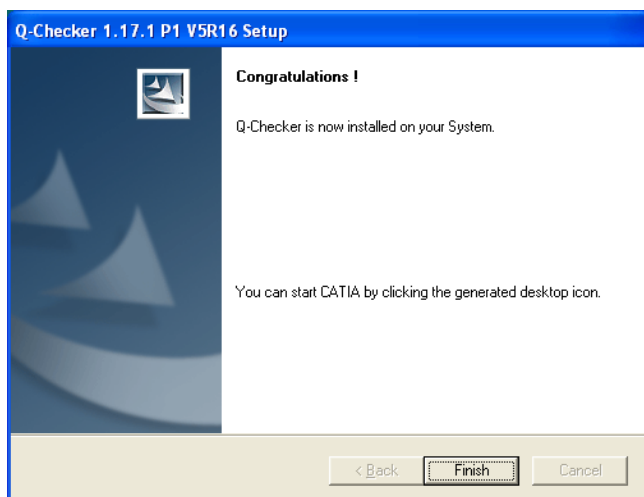 Q-Checker 1.17.1 P1 V5R16 Setup
Congratulations !
Q-Checker is now installed on your System.
You can start CATIA by clicking the generated desktop icon.
< Back
Finish
Cancel